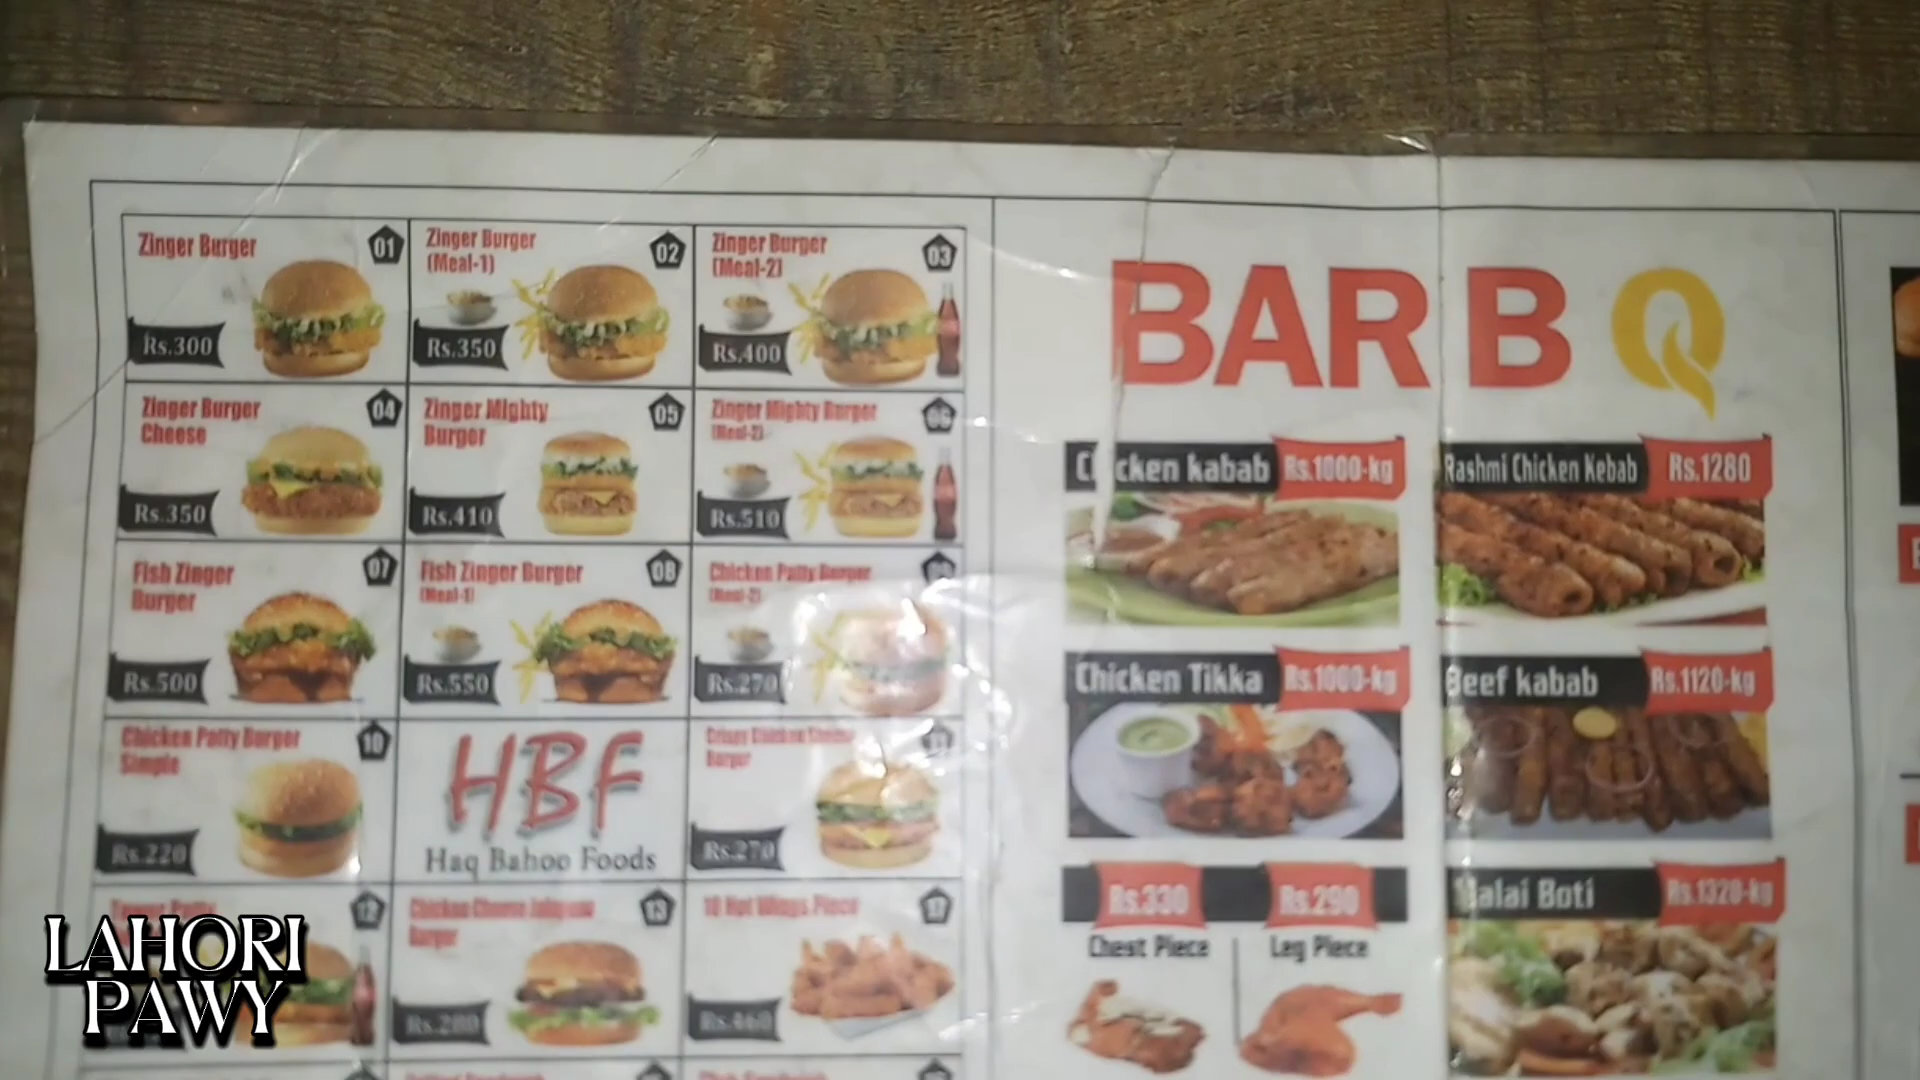 Zinger Burger
01
Rs.300
Zinger Burger
(Meal-1)
02
Rs.350
Zinger Burger
(Meal-2)
03
Rs.400
Zinger Burger
Cheese
04
Rs.350
Zinger Mighty
Burger
05
Rs.410
Zinger Mighty Burger
(Meal-2)
06
Rs.510
Fish Zinger
Burger
07
Rs.500
Fish Zinger Burger
(Meal-1)
08
Rs.550
Chicken Patty Burger
(Meal-2)
09
Rs.270
Chicken Patty Burger
Simple
10
Rs.220
HBF
Haq Bahoo Foods
Crispy Chicken Cheese
Burger
11
Rs.270
12
Chicken Cheese Jalapeno
Burger
13
Rs.280
10 Hot Wings Piece
Rs.460
BAR B Q
Chicken kabab
Rs.1000-kg
Rashmi Chicken Kebab
Rs.1280
Chicken Tikka
Rs.1000-kg
Beef kabab
Rs.1120-kg
Rs.330
Rs.290
Chest Piece
Leg Piece
Malai Boti
Rs.1320-kg
LAHORI
PAWY